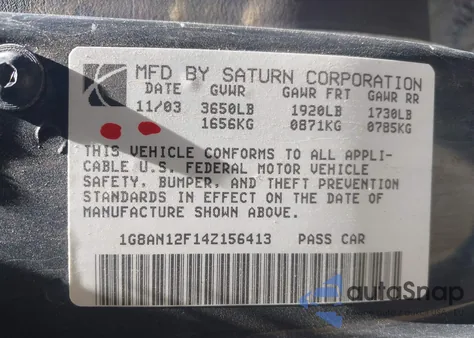 MFD BY SATURN CORPORATION
DATE GVWR GAWR FRT GAWR RR
11/03 3650LB 1920LB 1730LB
1656KG 0871KG 0785KG
THIS VEHICLE CONFORMS TO ALL APPLI-
CABLE U.S. FEDERAL MOTOR VEHICLE
SAFETY, BUMPER, AND THEFT PREVENTION
STANDARDS IN EFFECT ON THE DATE OF
MANUFACTURE SHOWN ABOVE.
1G8AN12F14Z156413 PASS CAR
autoSnap